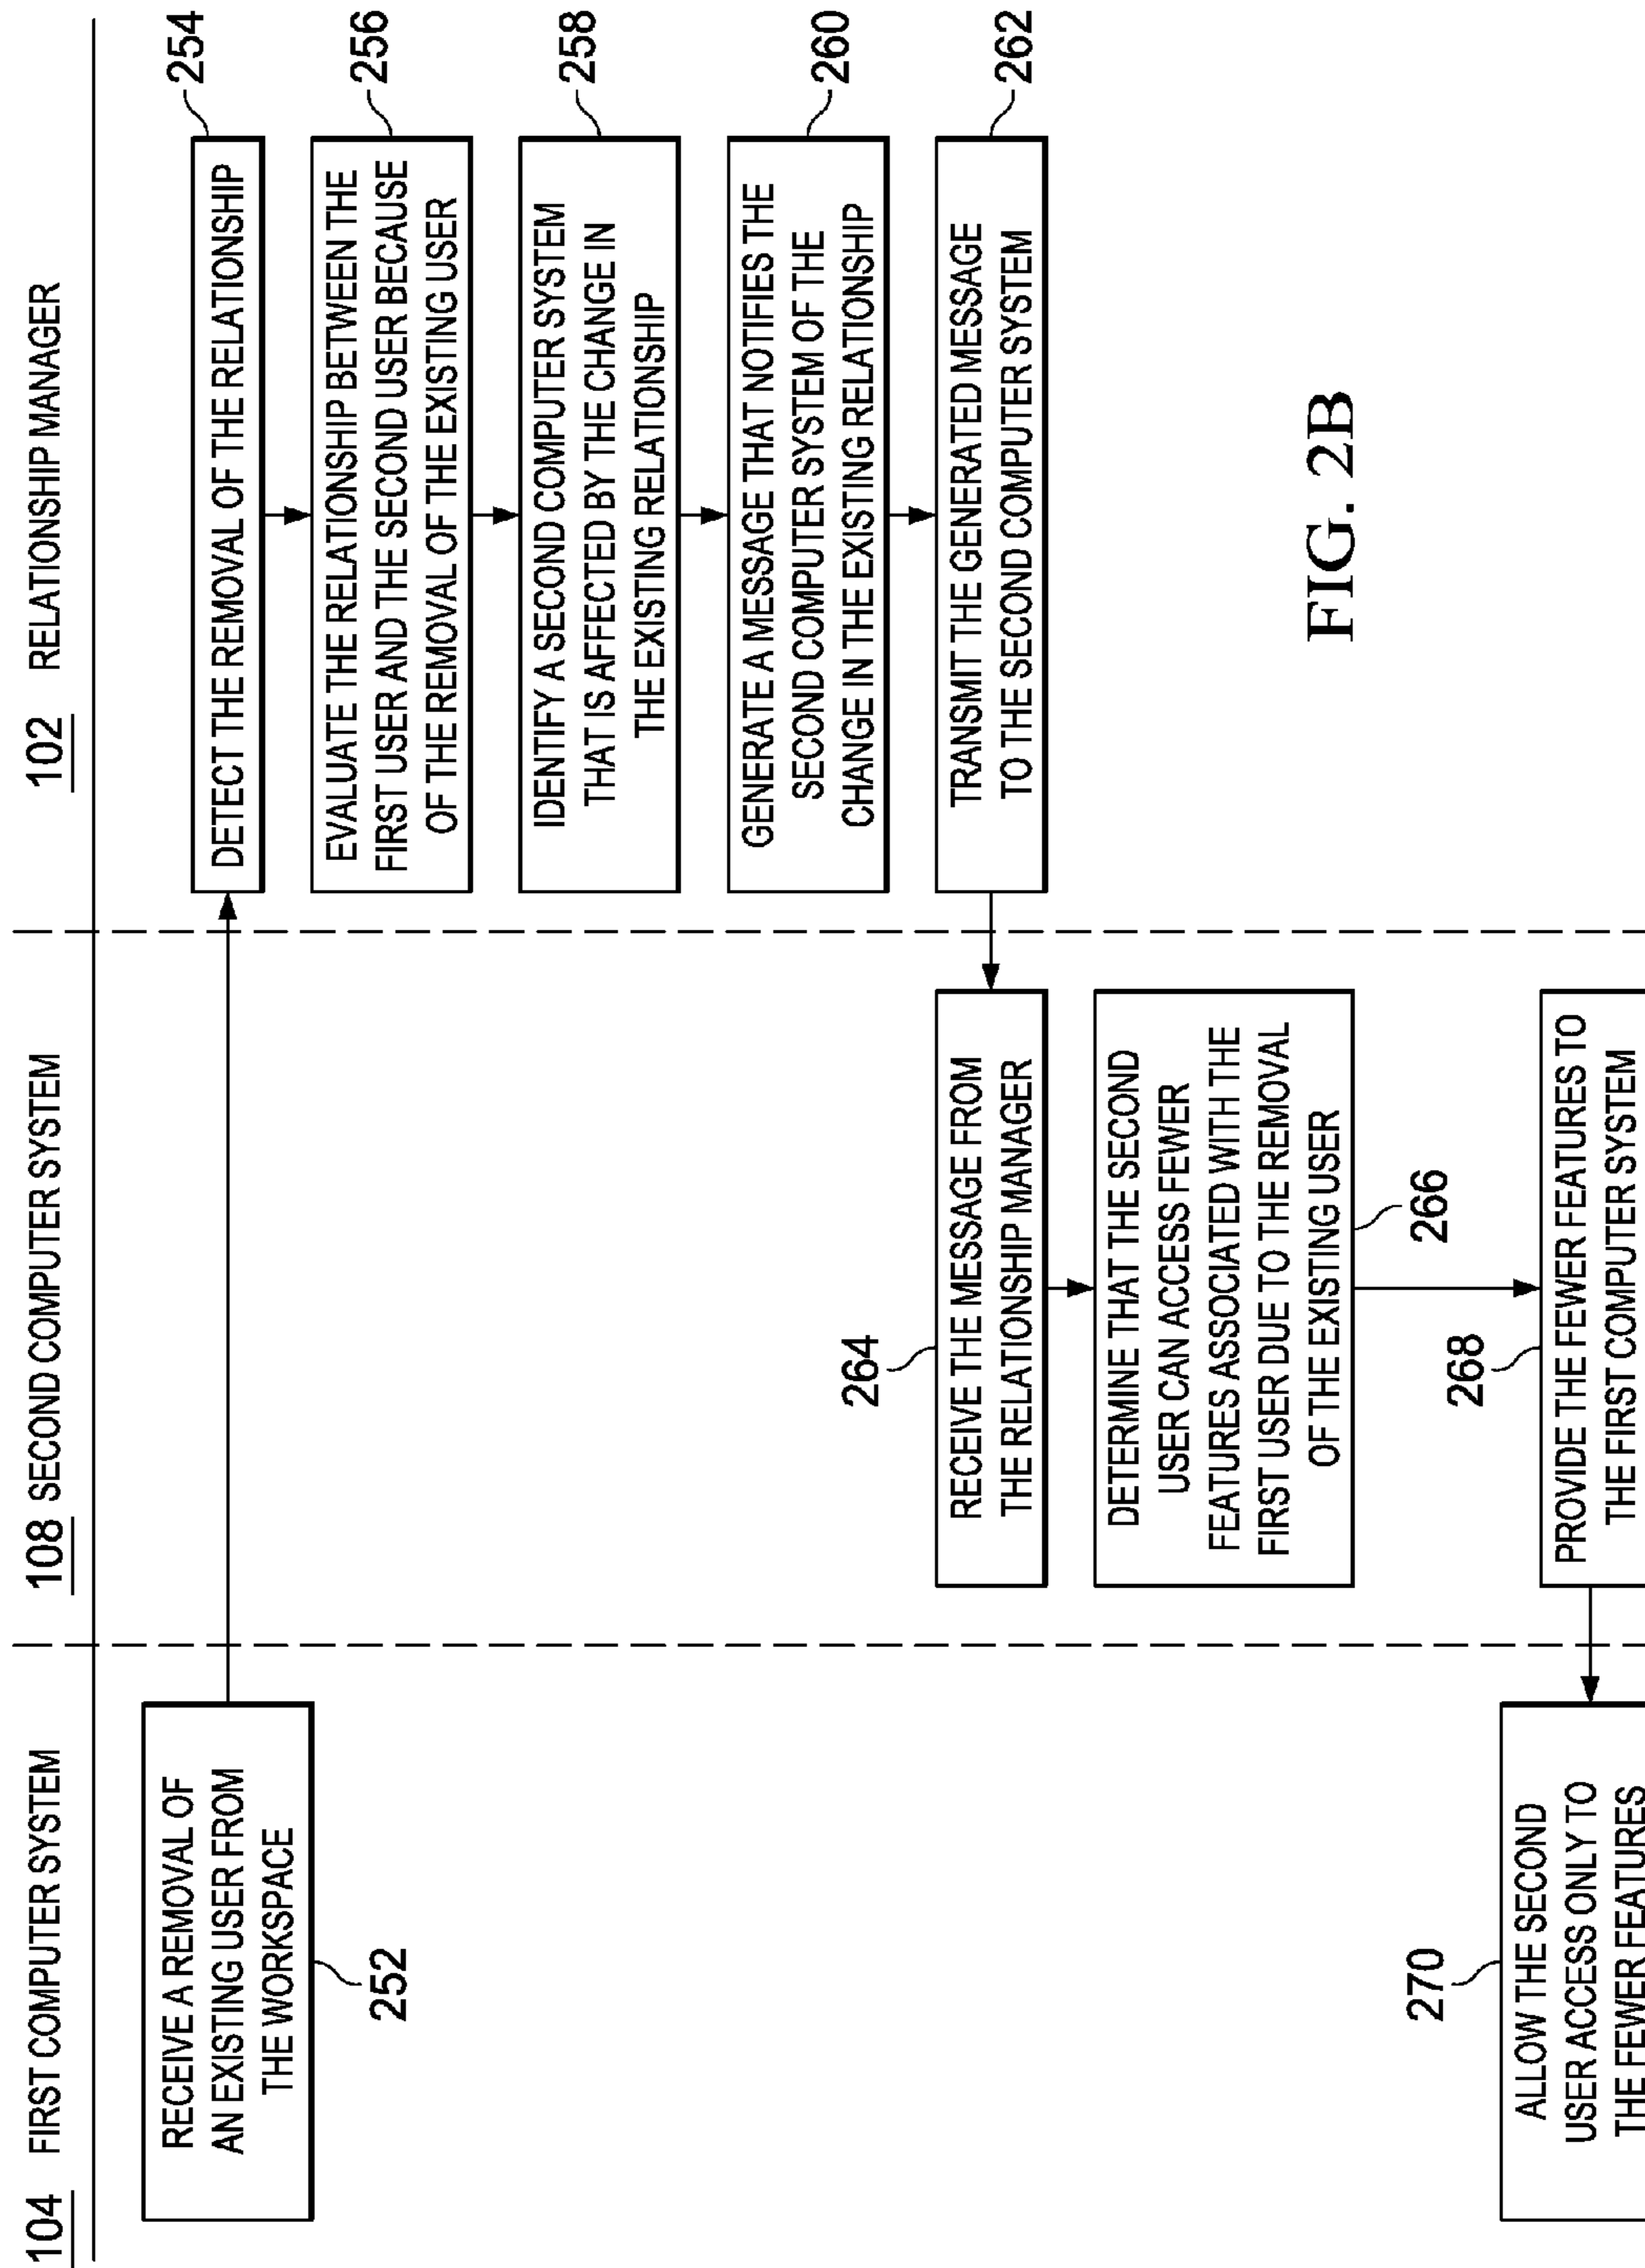 104 FIRST COMPUTER SYSTEM
108 SECOND COMPUTER SYSTEM
102 RELATIONSHIP MANAGER
RECEIVE A REMOVAL OF
AN EXISTING USER FROM
THE WORKSPACE
252
DETECT THE REMOVAL OF THE RELATIONSHIP
254
EVALUATE THE RELATIONSHIP BETWEEN THE
FIRST USER AND THE SECOND USER BECAUSE
OF THE REMOVAL OF THE EXISTING USER
256
IDENTIFY A SECOND COMPUTER SYSTEM
THAT IS AFFECTED BY THE CHANGE IN
THE EXISTING RELATIONSHIP
258
GENERATE A MESSAGE THAT NOTIFIES THE
SECOND COMPUTER SYSTEM OF THE
CHANGE IN THE EXISTING RELATIONSHIP
260
TRANSMIT THE GENERATED MESSAGE
TO THE SECOND COMPUTER SYSTEM
262
264
RECEIVE THE MESSAGE FROM
THE RELATIONSHIP MANAGER
DETERMINE THAT THE SECOND
USER CAN ACCESS FEWER
FEATURES ASSOCIATED WITH THE
FIRST USER DUE TO THE REMOVAL
OF THE EXISTING USER
266
268
PROVIDE THE FEWER FEATURES TO
THE FIRST COMPUTER SYSTEM
270
ALLOW THE SECOND
USER ACCESS ONLY TO
THE FEWER FEATURES
FIG. 2B